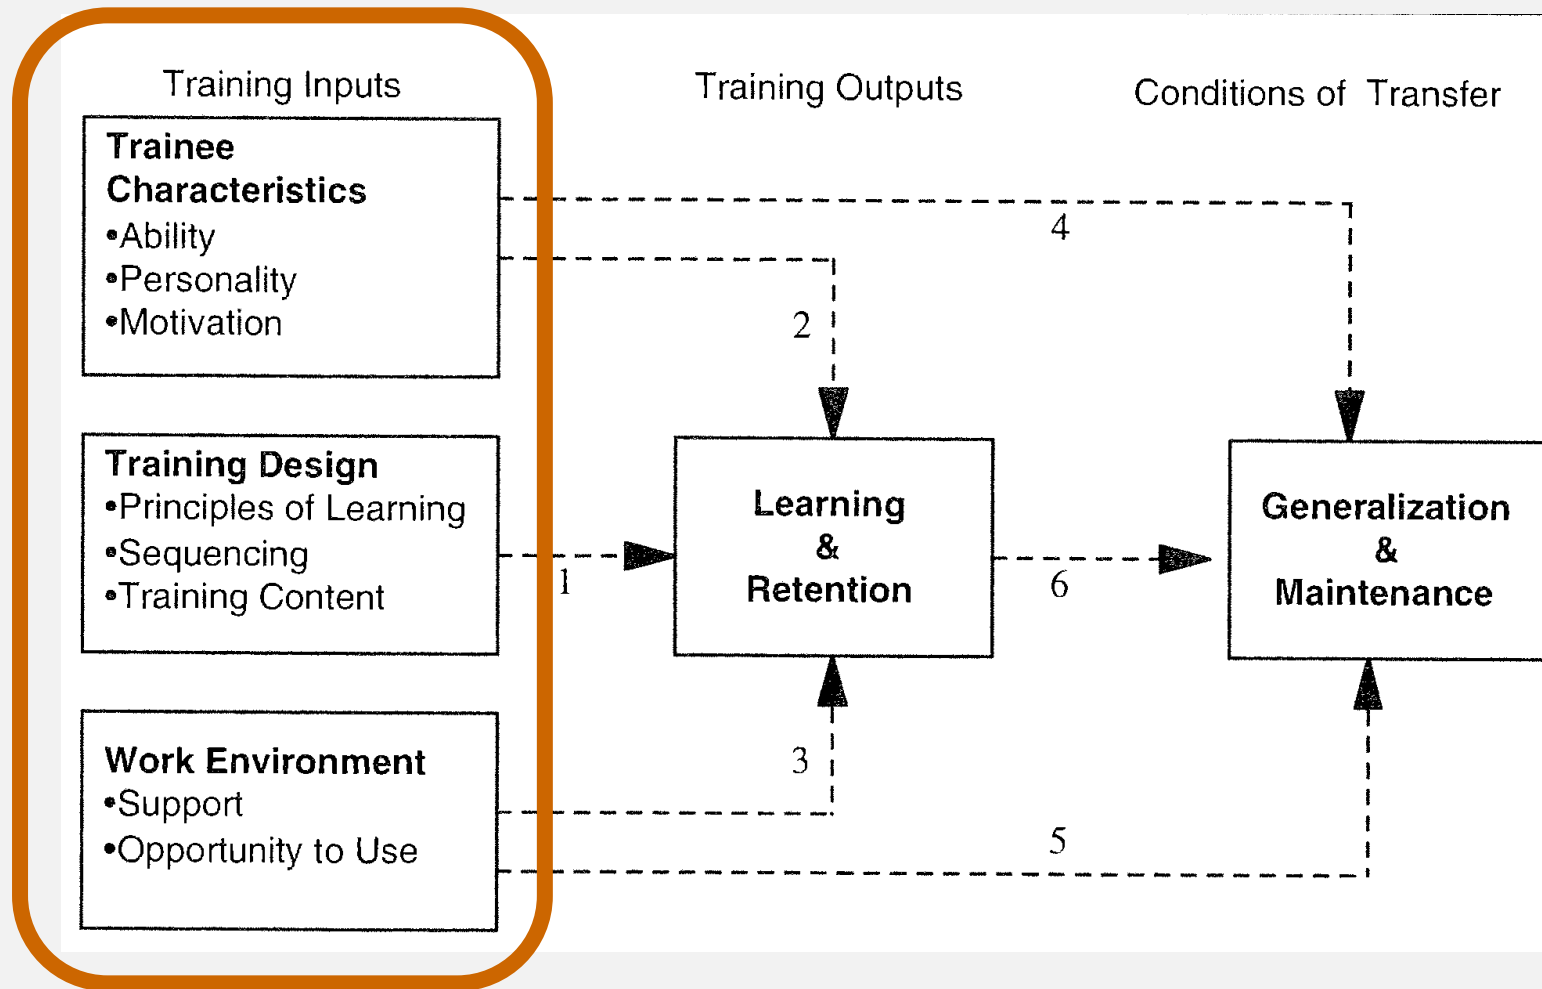 Training Inputs
Training Outputs
Conditions of Transfer
Trainee
Characteristics
•Ability
•Personality
•Motivation
4
2
Training Design
•Principles of Learning
•Sequencing
•Training Content
1
Learning
&
Retention
6
Generalization
&
Maintenance
Work Environment
•Support
•Opportunity to Use
3
5